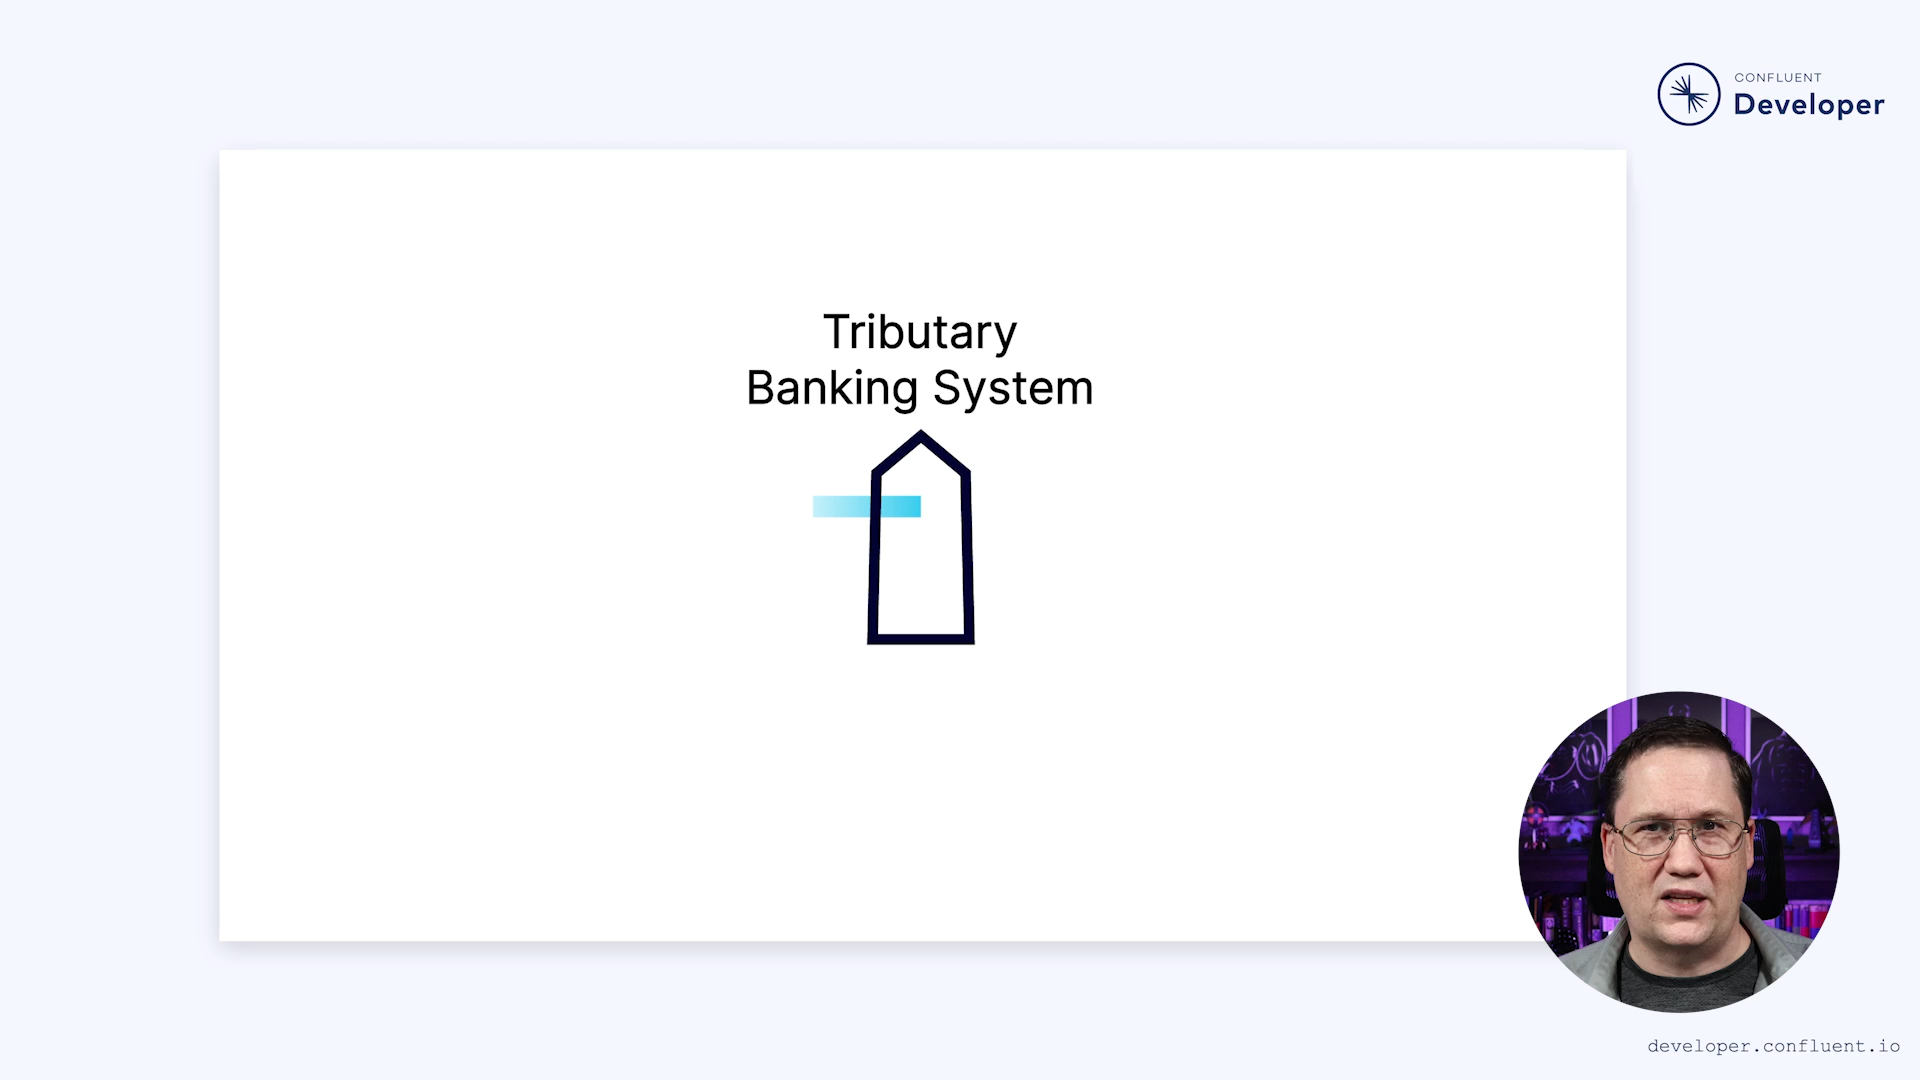 CONFLUENT
Developer
Tributary
Banking System
developer.confluent.io